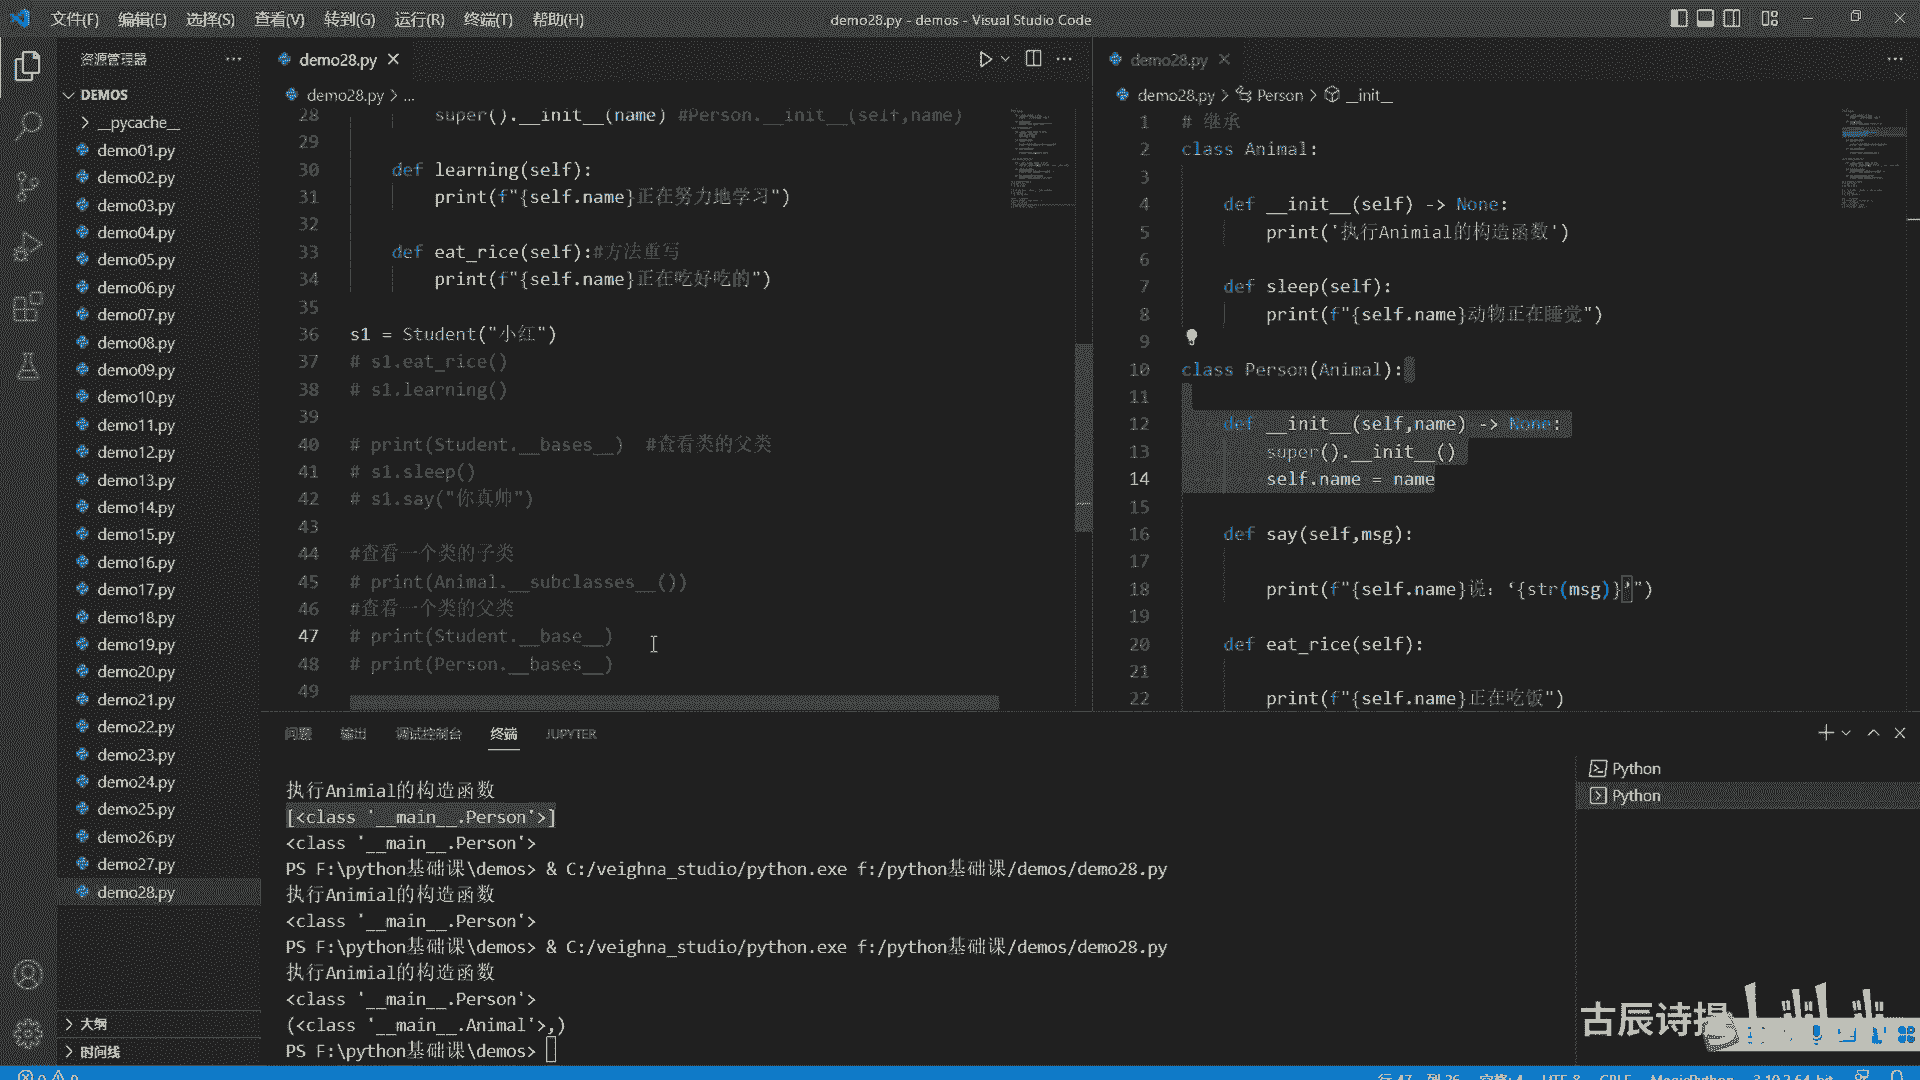 文件(F) 编辑(E) 选择(S) 查看(V) 转到(G) 运行(R) 终端(T) 帮助(H)
demo28.py - demos - Visual Studio Code
资源管理器
DEMOS
__pycache__
demo01.py
demo02.py
demo03.py
demo04.py
demo05.py
demo06.py
demo07.py
demo08.py
demo09.py
demo10.py
demo11.py
demo12.py
demo13.py
demo14.py
demo15.py
demo16.py
demo17.py
demo18.py
demo19.py
demo20.py
demo21.py
demo22.py
demo23.py
demo24.py
demo25.py
demo26.py
demo27.py
demo28.py
大纲
时间线
demo28.py
demo28.py > ...
28 super().__init__(name) #Person.__init__(self,name)
29
30 def learning(self):
31 print(f"{self.name}正在努力地学习")
32
33 def eat_rice(self):#方法重写
34 print(f"{self.name}正在吃好吃的")
35
36 s1 = Student("小红")
37 # s1.eat_rice()
38 # s1.learning()
39
40 # print(Student.__bases__) #查看类的父类
41 # s1.sleep()
42 # s1.say("你真帅")
43
44 #查看一个类的子类
45 # print(Animal.__subclasses__())
46 #查看一个类的父类
47 # print(Student.__base__)
48 # print(Person.__bases__)
49
demo28.py
demo28.py > Person > __init__
1 # 继承
2 class Animal:
3
4 def __init__(self) -> None:
5 print('执行Animial的构造函数')
6
7 def sleep(self):
8 print(f"{self.name}动物正在睡觉")
9
10 class Person(Animal):
11
12 def __init__(self,name) -> None:
13 super().__init__()
14 self.name = name
15
16 def say(self,msg):
17
18 print(f"{self.name}说：‘{str(msg)}’")
19
20 def eat_rice(self):
21
22 print(f"{self.name}正在吃饭")
问题 输出 调试控制台 终端 JUPYTER
执行Animial的构造函数
[<class '__main__.Person'>]
<class '__main__.Person'>
PS F:\python基础课\demos> & C:/veighna_studio/python.exe f:/python基础课/demos/demo28.py
执行Animial的构造函数
<class '__main__.Person'>
PS F:\python基础课\demos> & C:/veighna_studio/python.exe f:/python基础课/demos/demo28.py
执行Animial的构造函数
<class '__main__.Person'>
(<class '__main__.Animal'>,)
PS F:\python基础课\demos>
Python
Python
古辰诗